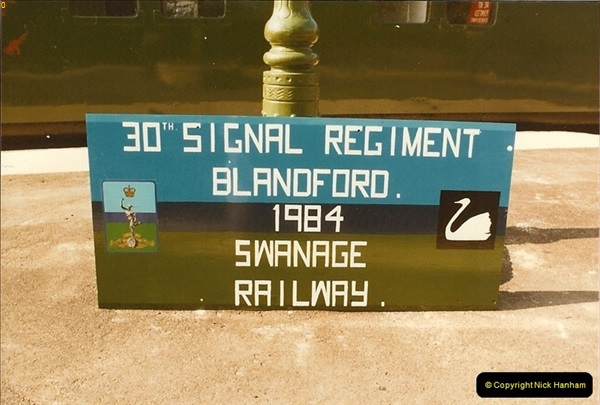 30TH. SIGNAL REGIMENT
BLANDFORD.
1984
SWANAGE
RAILWAY.
© Copyright Nick Hanham